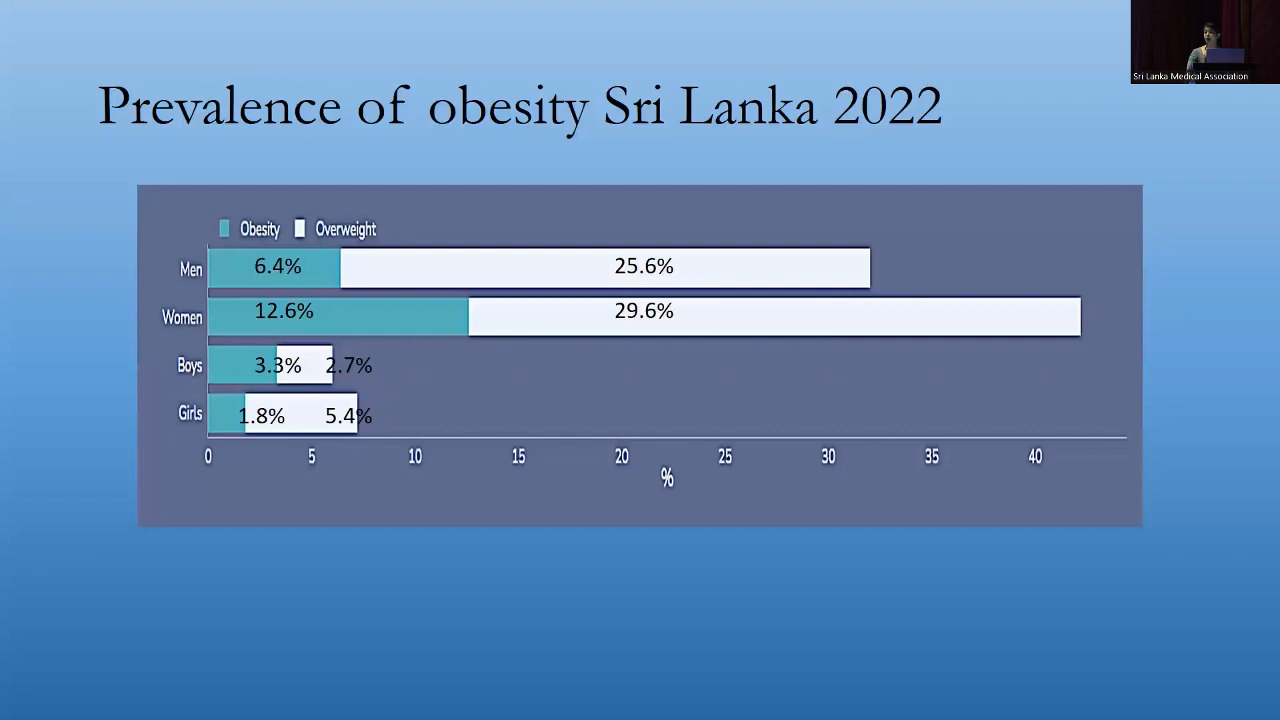 Sri Lanka Medical Association
Prevalence of obesity Sri Lanka 2022
Obesity Overweight
Men 6.4% 25.6%
Women 12.6% 29.6%
Boys 3.3% 2.7%
Girls 1.8% 5.4%
0 5 10 15 20 25 30 35 40
%